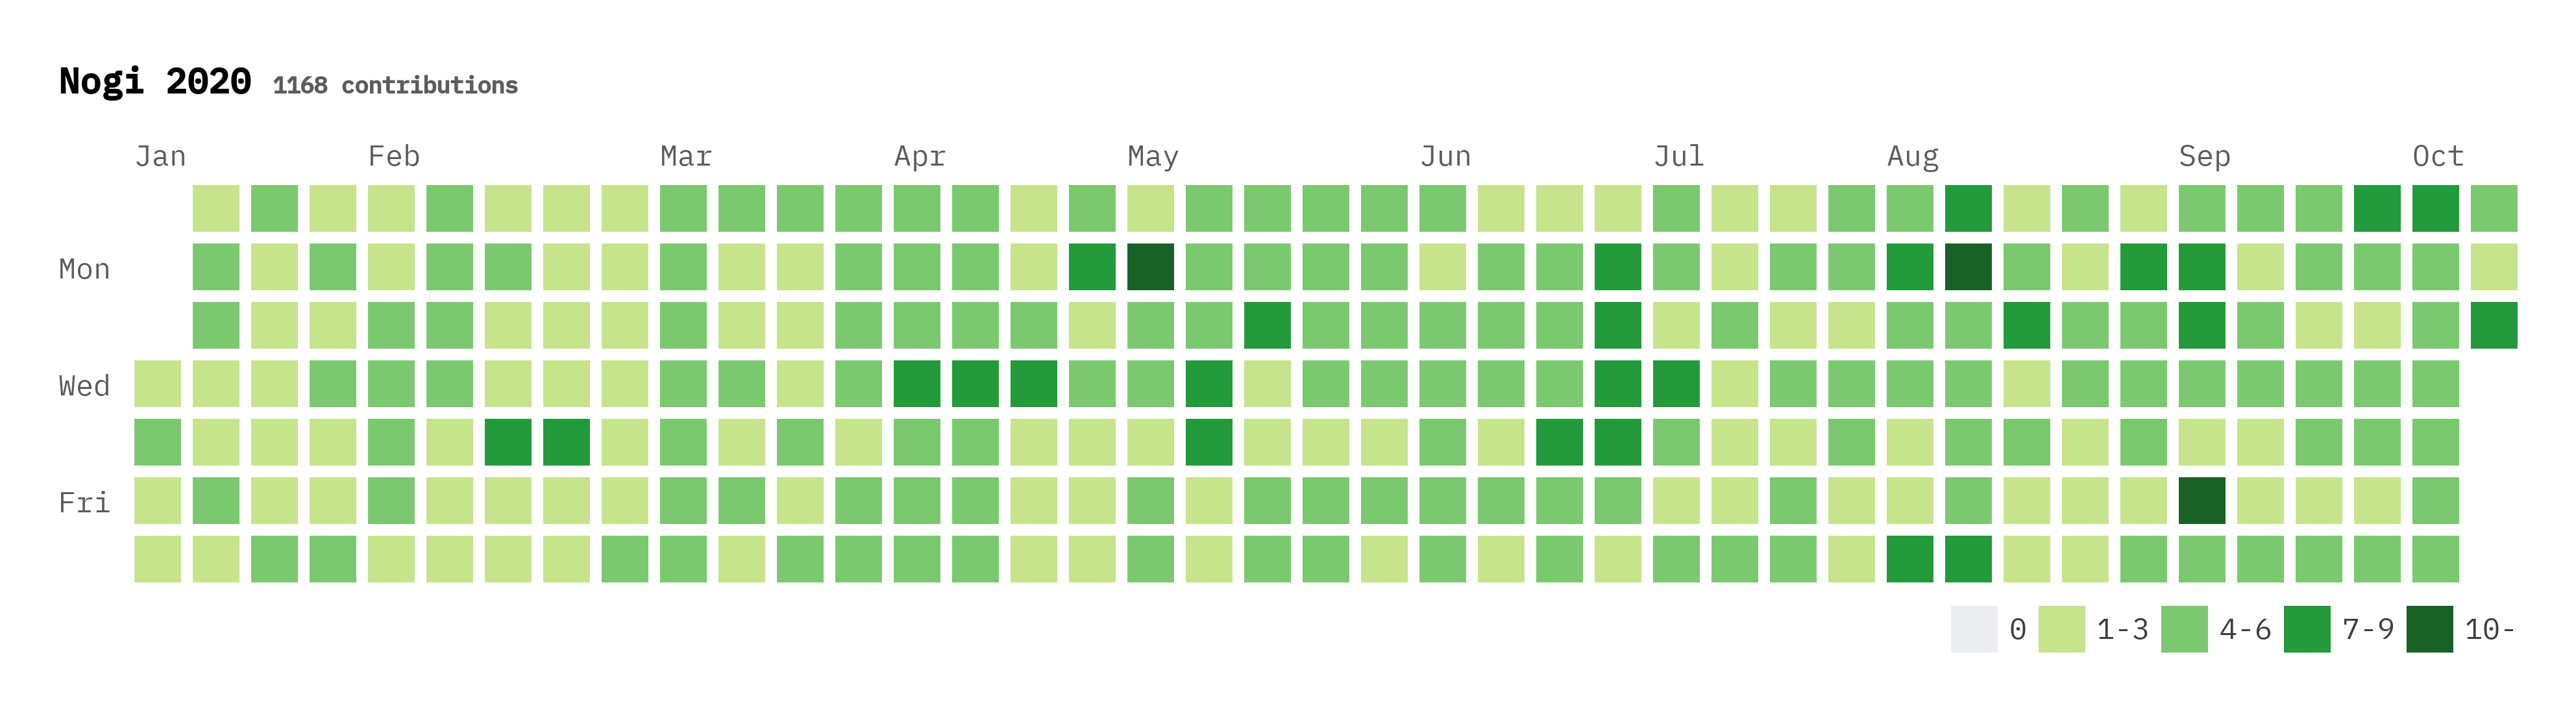 Nogi 2020 1168 contributions
Jan Feb Mar Apr May Jun Jul Aug Sep Oct
Mon
Wed
Fri
0 1-3 4-6 7-9 10-